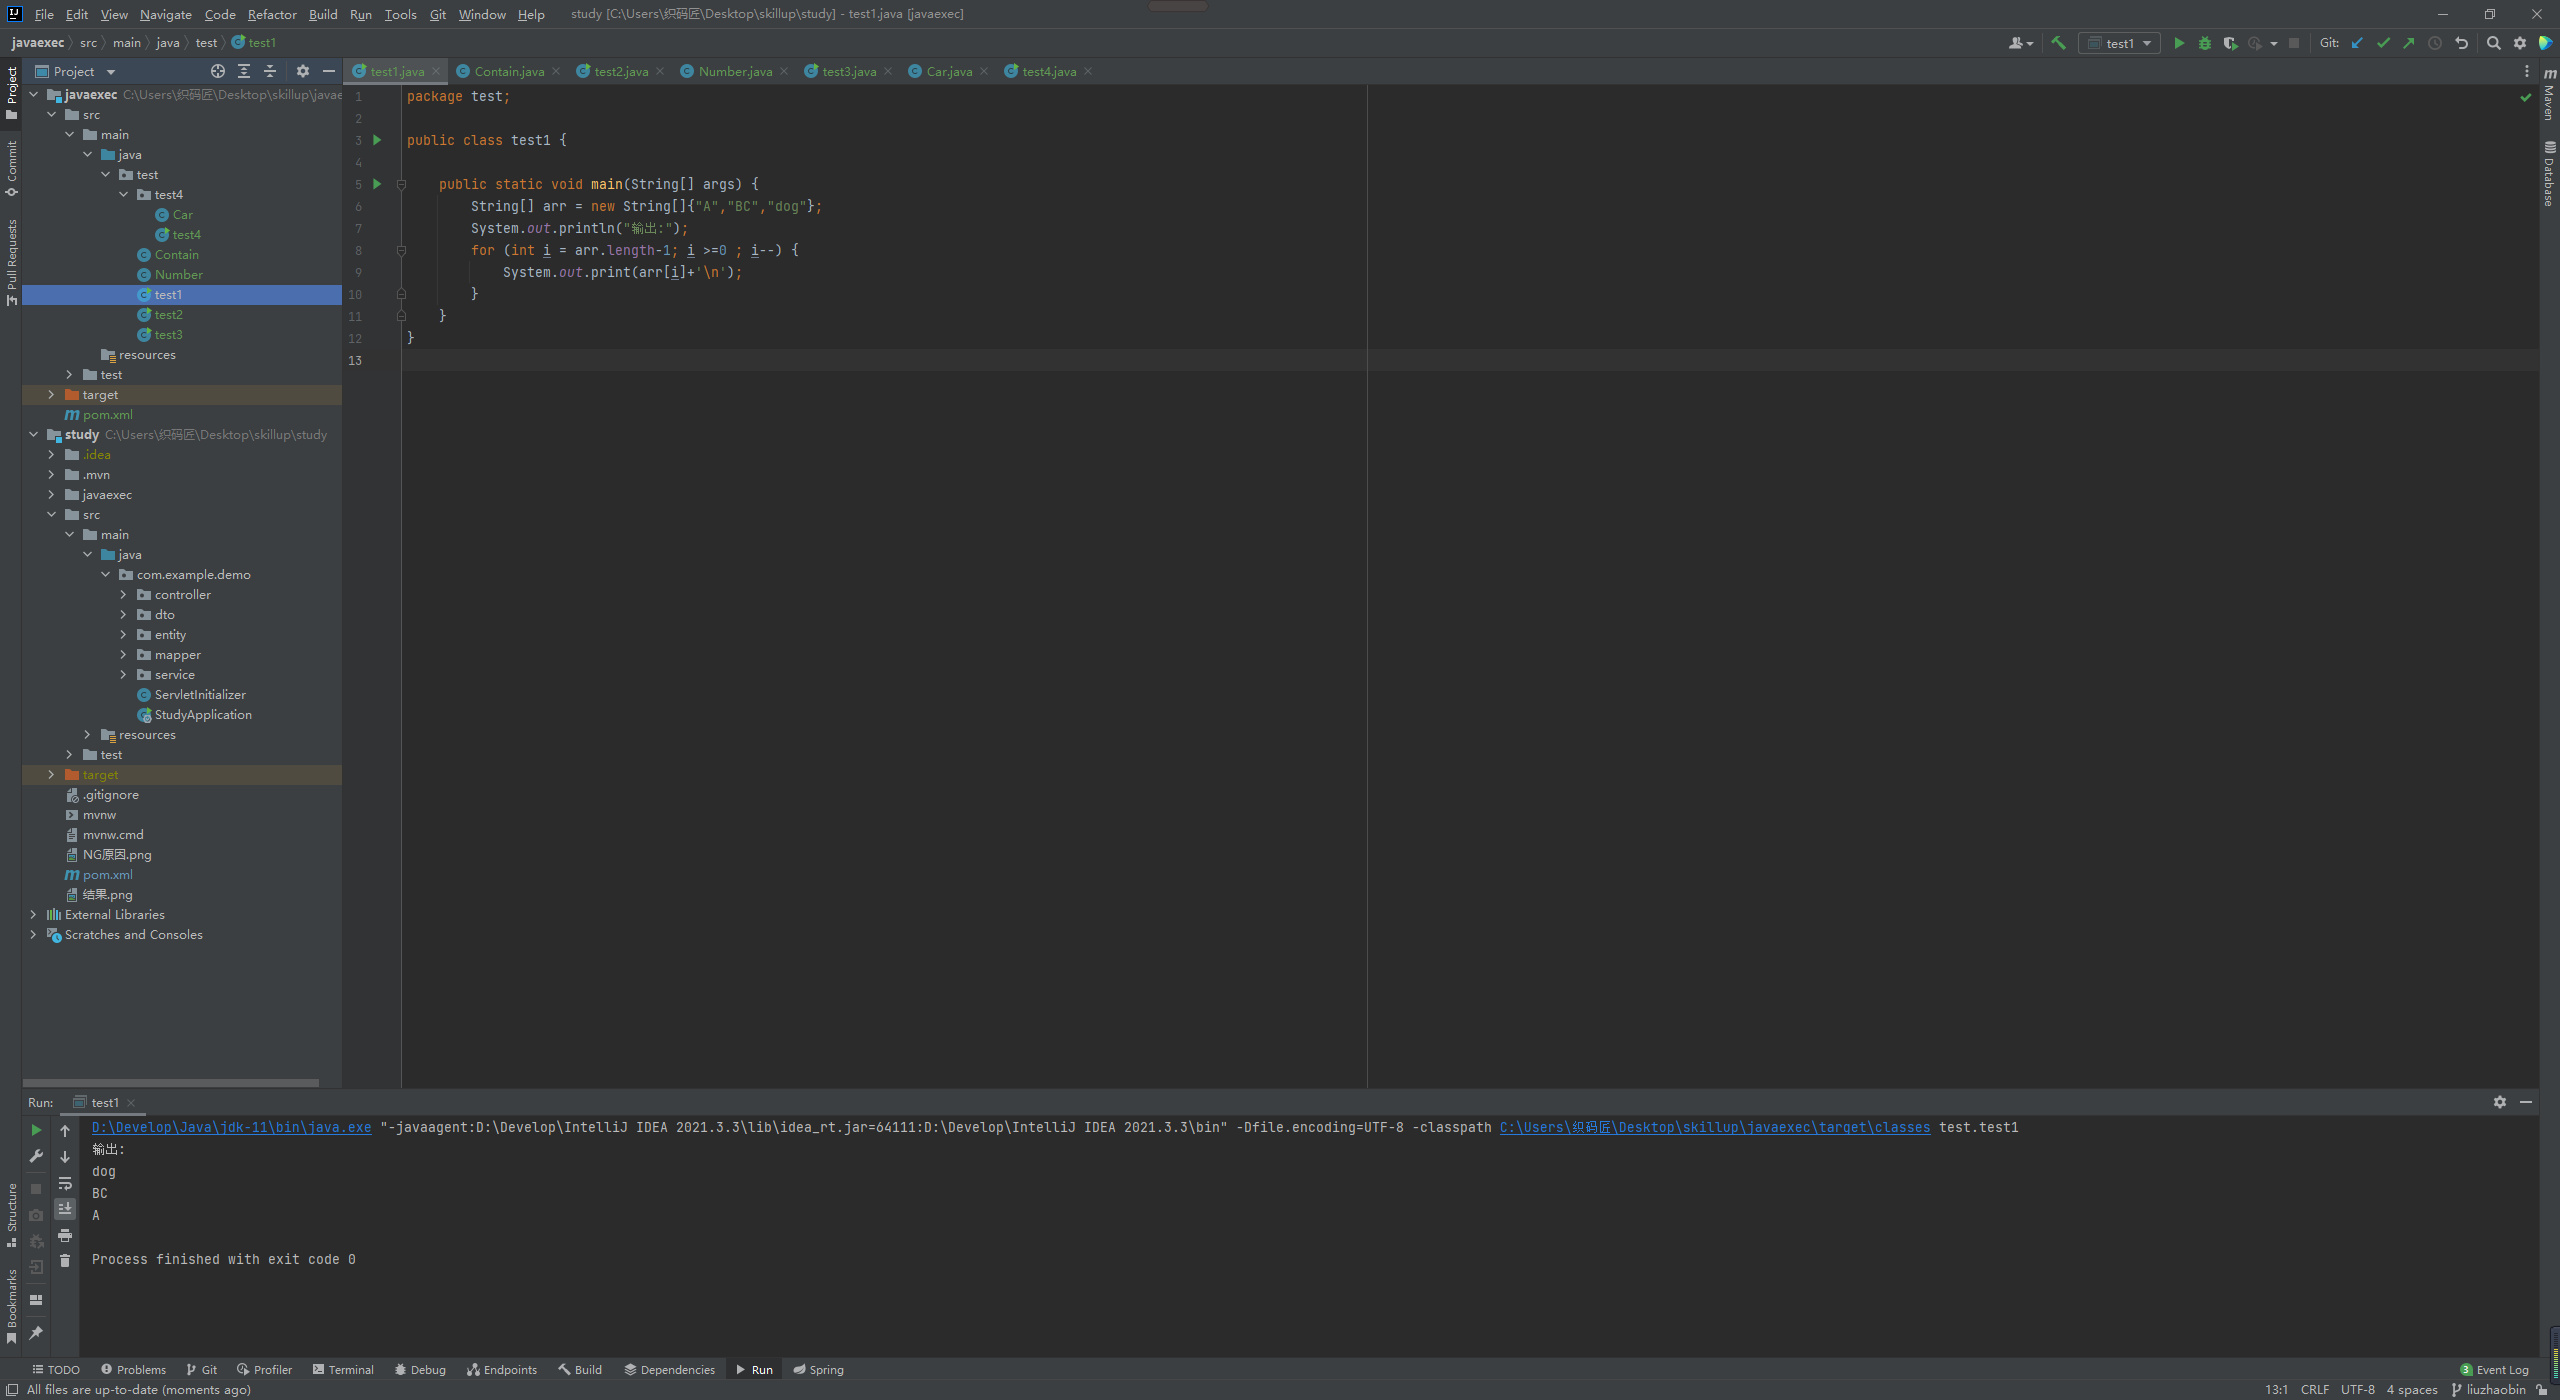 File Edit View Navigate Code Refactor Build Run Tools Git Window Help study [C:\Users\织码匠\Desktop\skillup\study] - test1.java [javaexec]
javaexec src main java test test1
test1 Git:
Project
test1.java Contain.java test2.java Number.java test3.java Car.java test4.java
Project
Commit
Pull Requests
Structure
Bookmarks
javaexec C:\Users\织码匠\Desktop\skillup\javae
src
main
java
test
test4
Car
test4
Contain
Number
test1
test2
test3
resources
test
target
pom.xml
study C:\Users\织码匠\Desktop\skillup\study
.idea
.mvn
javaexec
src
main
java
com.example.demo
controller
dto
entity
mapper
service
ServletInitializer
StudyApplication
resources
test
target
.gitignore
mvnw
mvnw.cmd
NG原因.png
pom.xml
结果.png
External Libraries
Scratches and Consoles
1 package test;
2
3 public class test1 {
4
5 public static void main(String[] args) {
6 String[] arr = new String[]{"A","BC","dog"};
7 System.out.println("输出:");
8 for (int i = arr.length-1; i >=0 ; i--) {
9 System.out.print(arr[i]+'\n');
10 }
11 }
12 }
13
m Maven
Database
Run: test1
D:\Develop\Java\jdk-11\bin\java.exe "-javaagent:D:\Develop\IntelliJ IDEA 2021.3.3\lib\idea_rt.jar=64111:D:\Develop\IntelliJ IDEA 2021.3.3\bin" -Dfile.encoding=UTF-8 -classpath C:\Users\织码匠\Desktop\skillup\javaexec\target\classes test.test1
输出:
dog
BC
A
Process finished with exit code 0
TODO Problems Git Profiler Terminal Debug Endpoints Build Dependencies Run Spring 3 Event Log
All files are up-to-date (moments ago) 13:1 CRLF UTF-8 4 spaces liuzhaobin